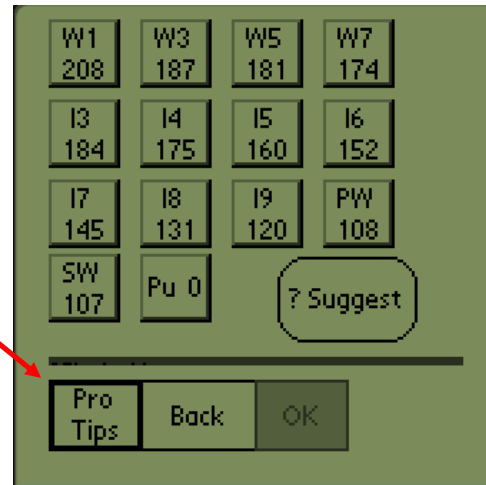 W1 W3 W5 W7
208 187 181 174
I3 I4 I5 I6
184 175 160 152
I7 I8 I9 PW
145 131 120 108
SW Pu 0 ? Suggest
107
Pro Back OK
Tips